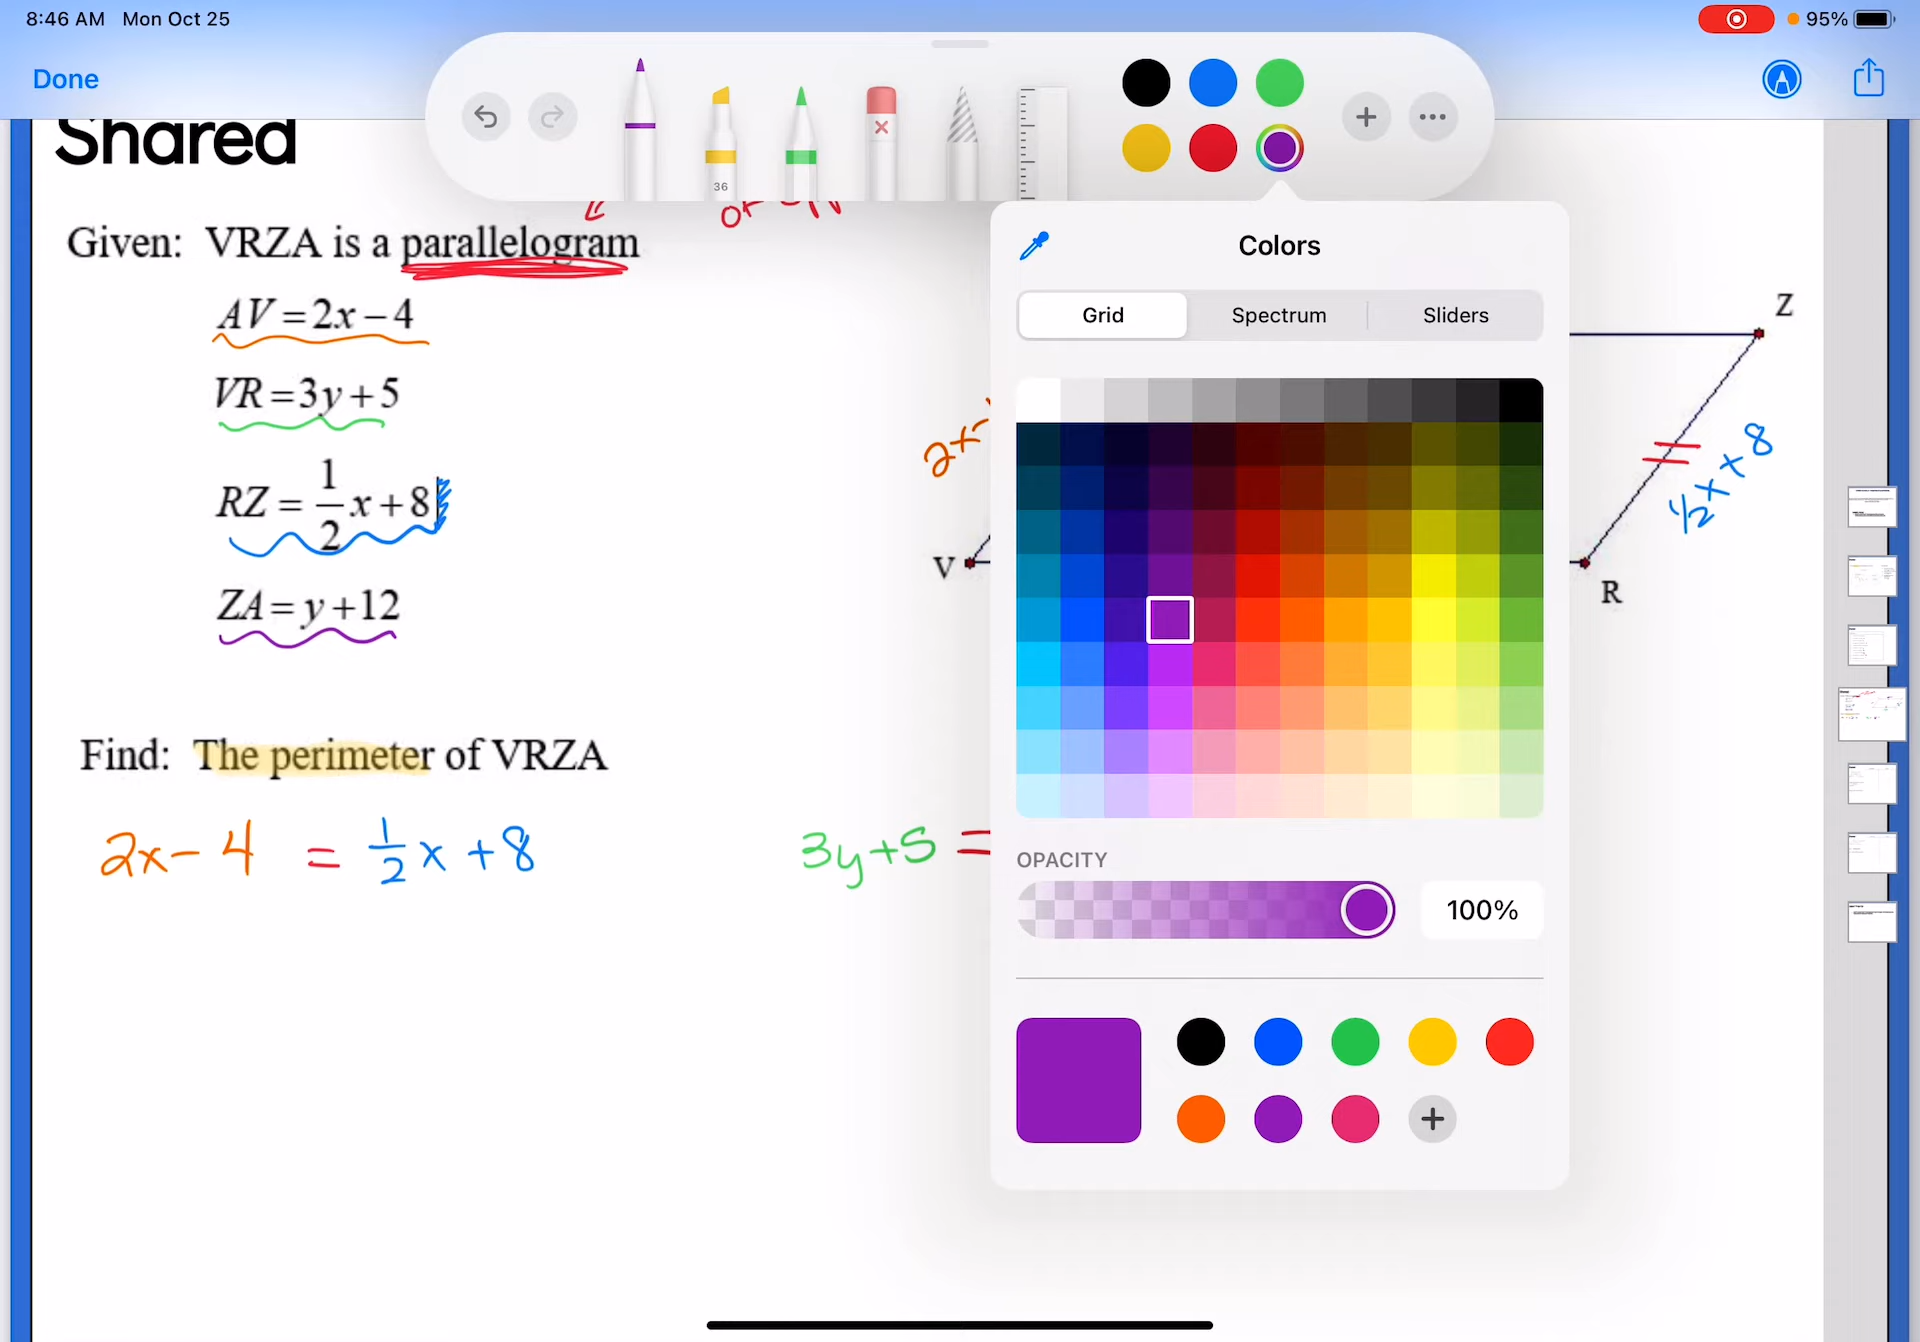 8:46 AM Mon Oct 25
95%
Done
36
Shared
Given: VRZA is a parallelogram
AV = 2x – 4
VR = 3y + 5
RZ = 1/2 x + 8
ZA = y + 12
Find: The perimeter of VRZA
2x – 4 = 1/2 x + 8
3y + 5 =
Colors
Grid
Spectrum
Sliders
OPACITY
100%
Z
V
R
1/2 x + 8